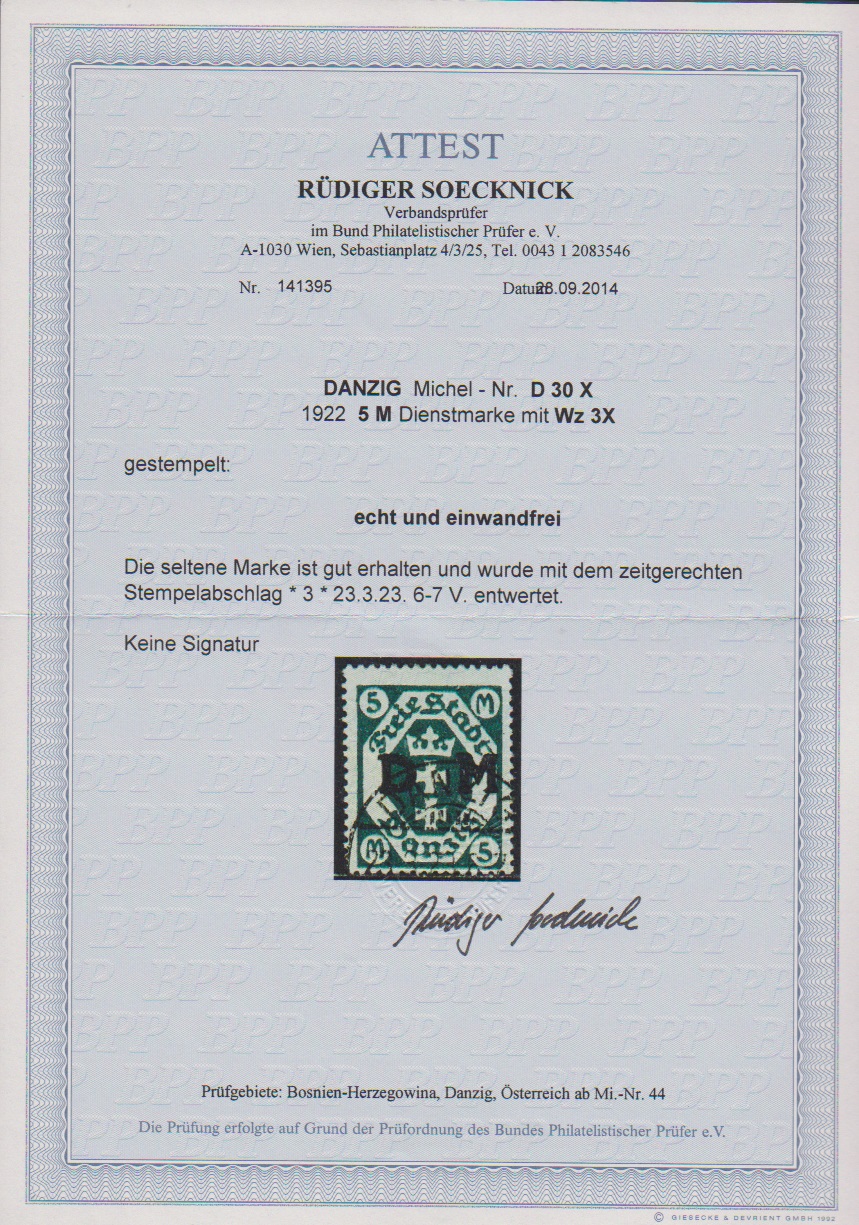 ATTEST
RÜDIGER SOECKNICK
Verbandsprüfer
im Bund Philatelistischer Prüfer e. V.
A-1030 Wien, Sebastianplatz 4/3/25, Tel. 0043 1 2083546
Nr. 141395 Datum .09.2014
DANZIG Michel - Nr. D 30 X
1922 5 M Dienstmarke mit Wz 3X
gestempelt:
echt und einwandfrei
Die seltene Marke ist gut erhalten und wurde mit dem zeitgerechten
Stempelabschlag * 3 * 23.3.23. 6-7 V. entwertet.
Keine Signatur
5 M
Freie Stadt
D M
Danzig
M 5
Rüdiger Soecknick
Prüfgebiete: Bosnien-Herzegowina, Danzig, Österreich ab Mi.-Nr. 44
Die Prüfung erfolgte auf Grund der Prüfordnung des Bundes Philatelistischer Prüfer e.V.
© GIESECKE & DEVRIENT GMBH 1992